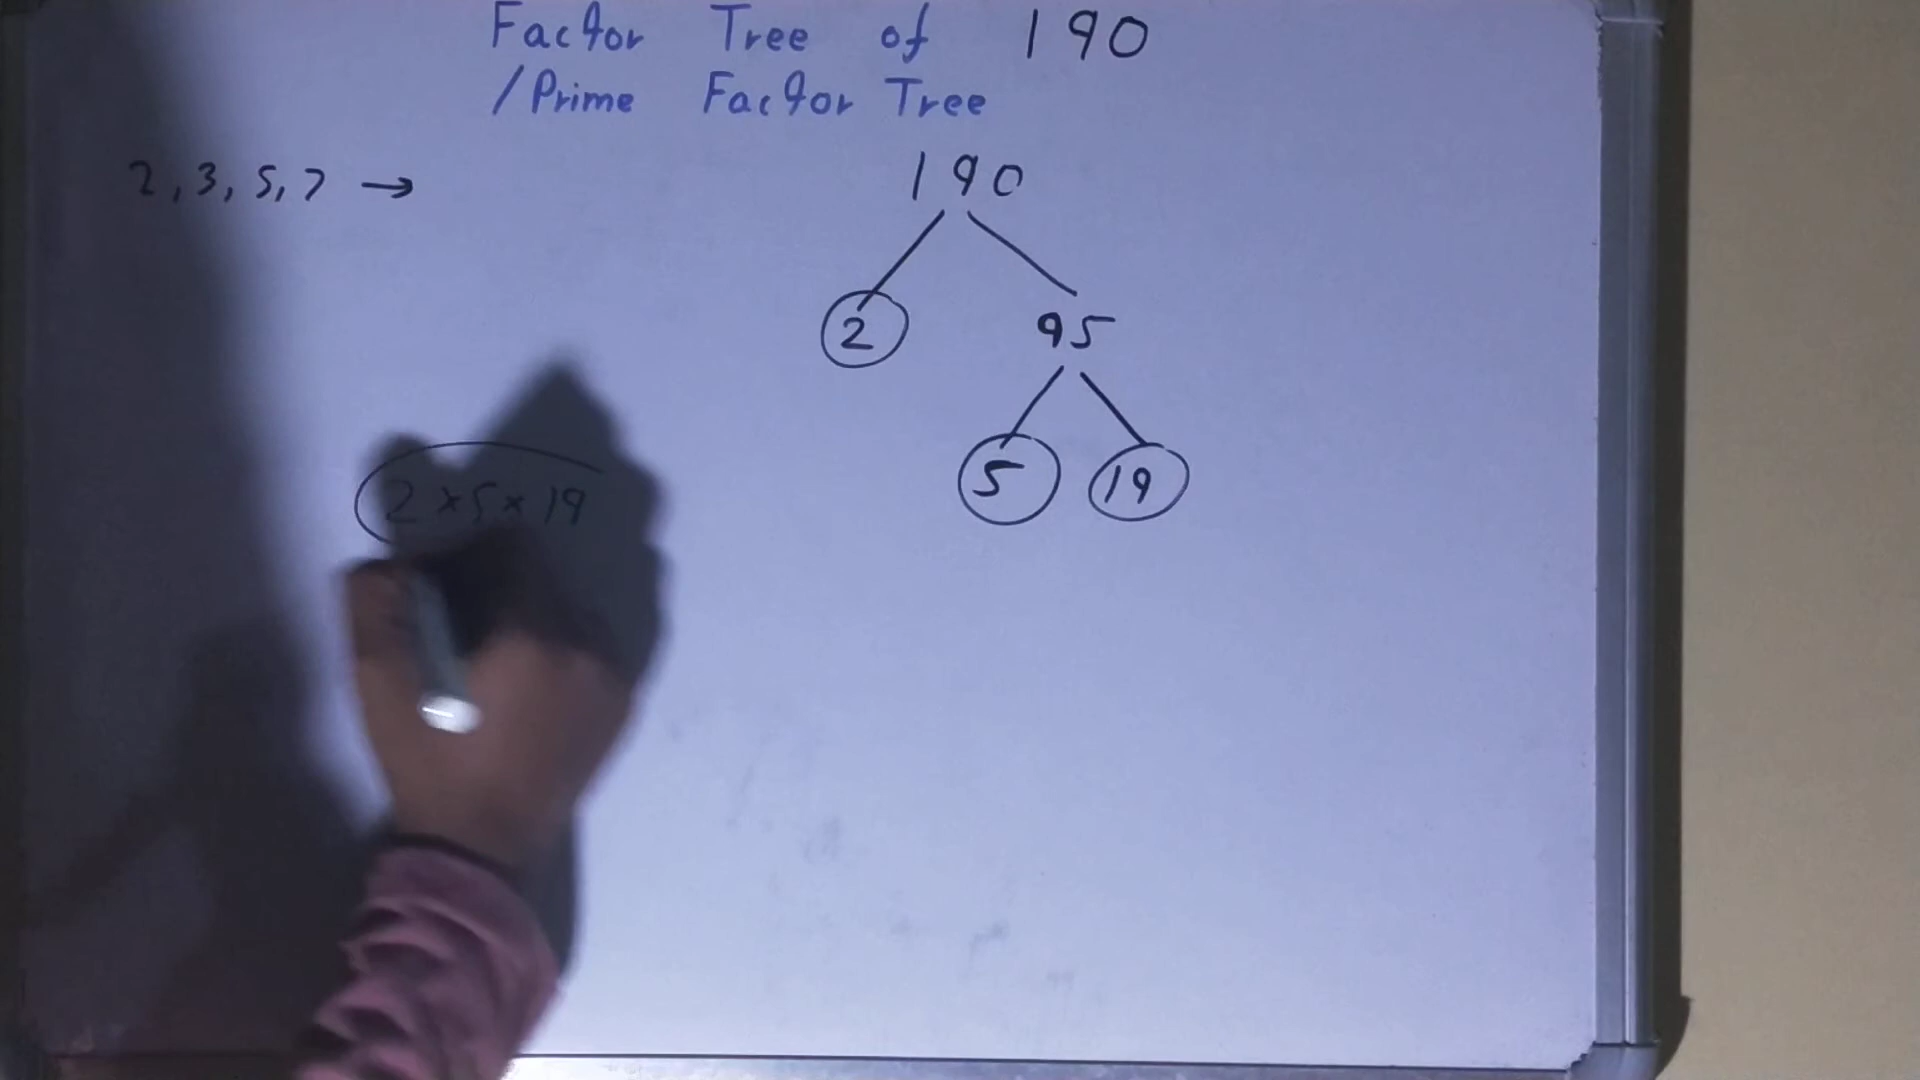 Factor Tree of 190
/Prime Factor Tree
2, 3, 5, 7 →
190
2 95
5 19
2 × 5 × 19